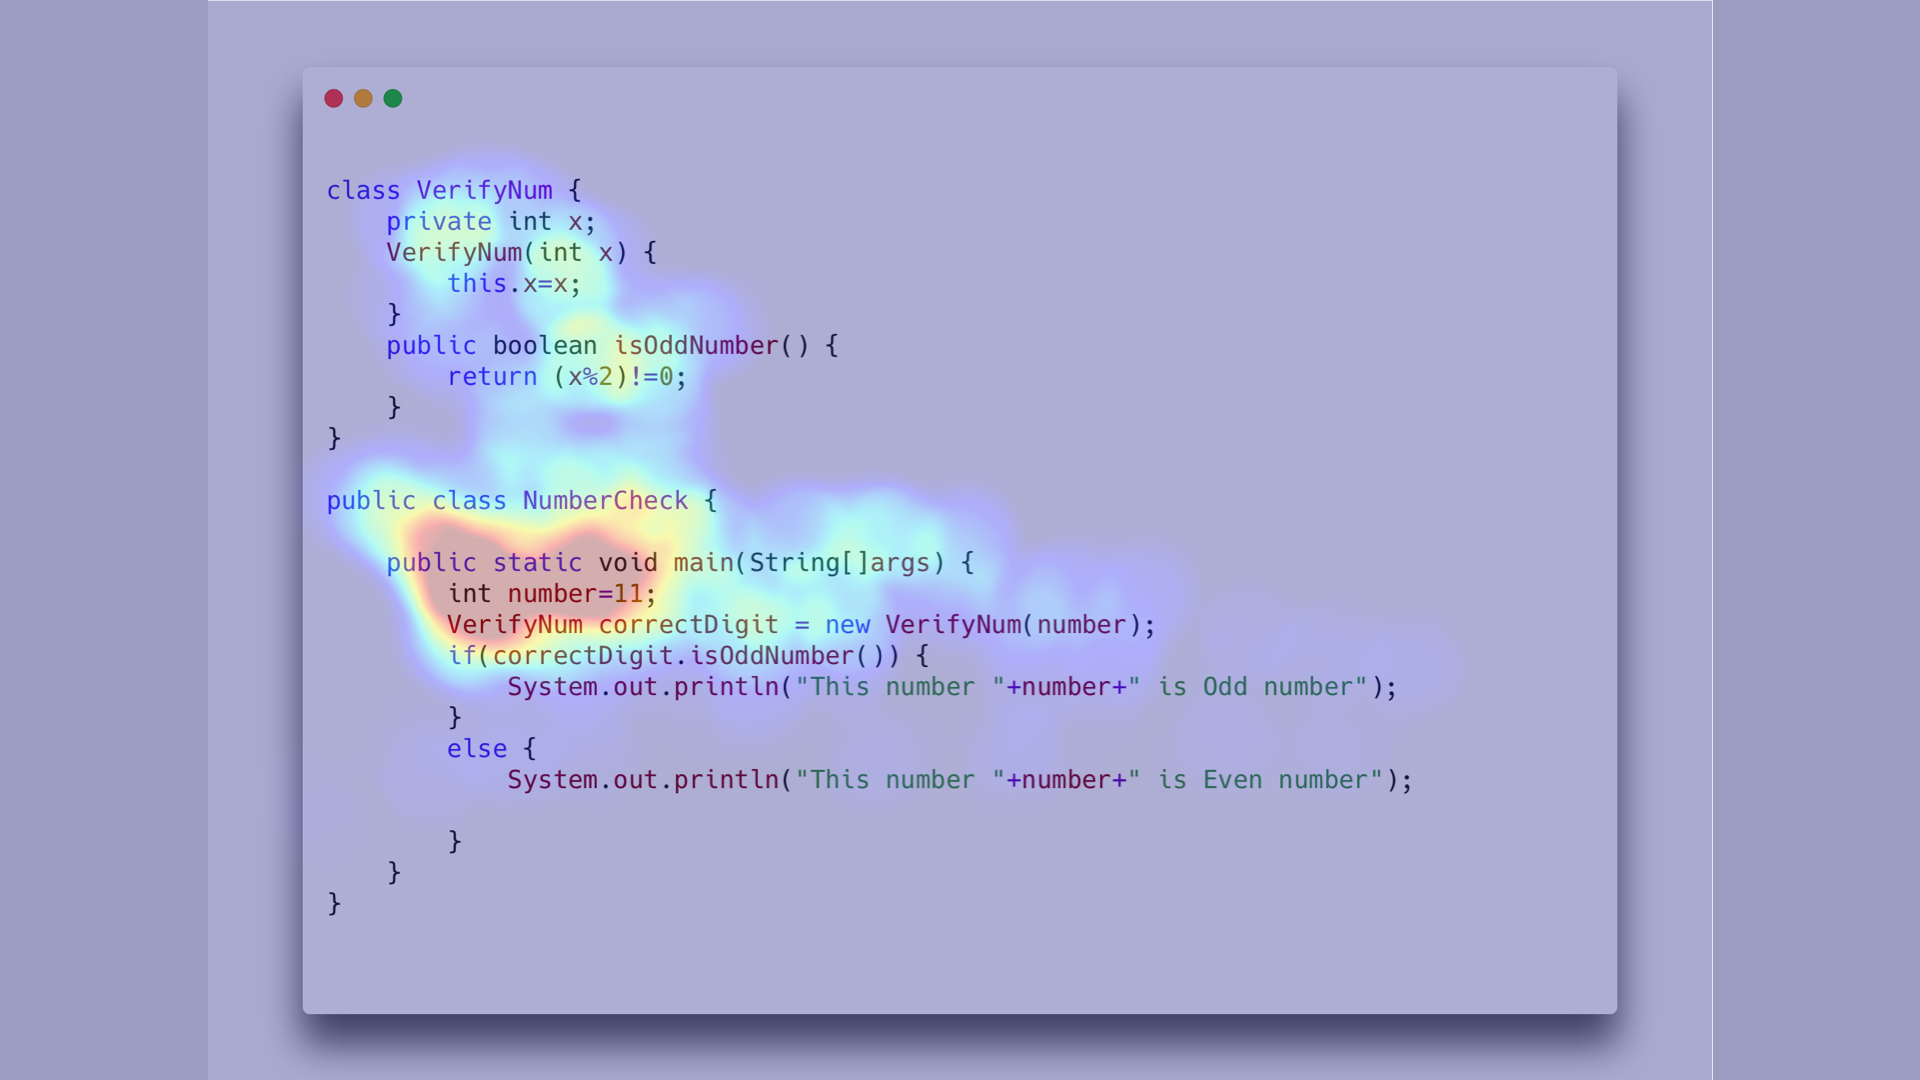 class VerifyNum {
    private int x;
    VerifyNum(int x) {
        this.x=x;
    }
    public boolean isOddNumber() {
        return (x%2)!=0;
    }
}
public class NumberCheck {
    public static void main(String[]args) {
        int number=11;
        VerifyNum correctDigit = new VerifyNum(number);
        if(correctDigit.isOddNumber()) {
            System.out.println("This number "+number+" is Odd number");
        }
        else {
            System.out.println("This number "+number+" is Even number");
        }
    }
}